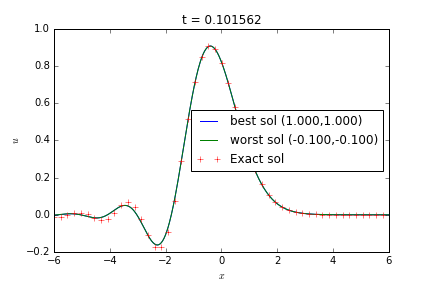 t = 0.101562
1.0
0.8
0.6
0.4
0.2
0.0
−0.2
u
best sol (1.000,1.000)
worst sol (-0.100,-0.100)
Exact sol
−6 −4 −2 0 2 4 6
x